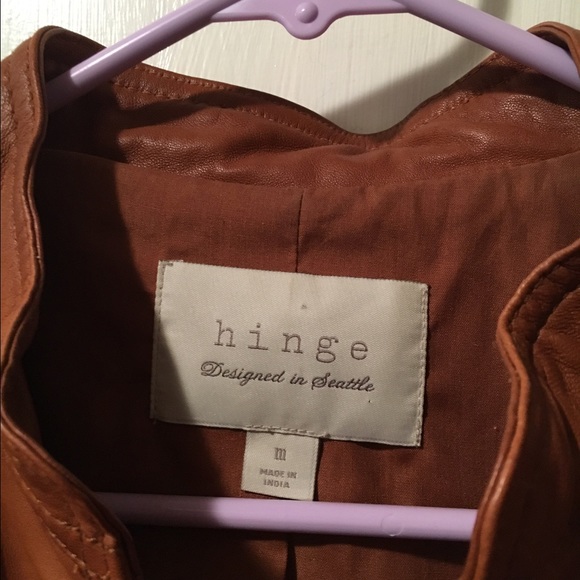 hinge
Designed in Seattle
m
MADE IN
INDIA